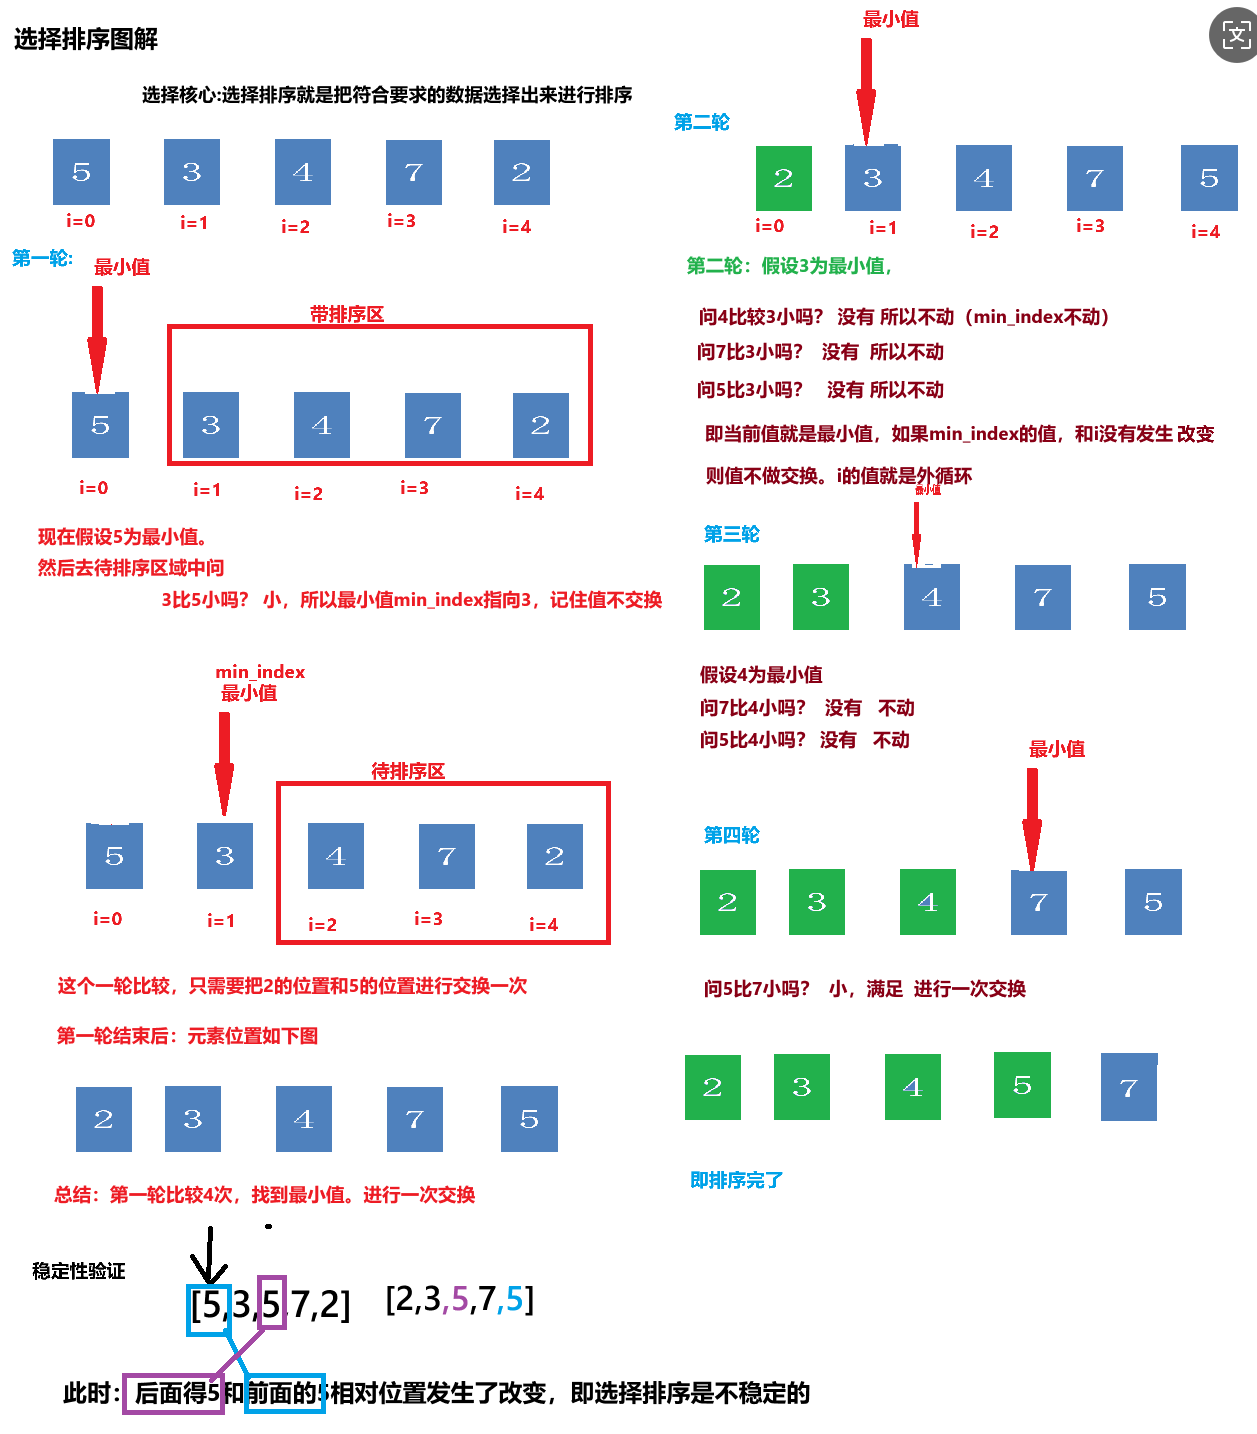 选择排序图解
选择核心:选择排序就是把符合要求的数据选择出来进行排序
5 3 4 7 2
i=0 i=1 i=2 i=3 i=4
第一轮:
最小值
带排序区
5 3 4 7 2
i=0 i=1 i=2 i=3 i=4
现在假设5为最小值。
然后去待排序区域中问
3比5小吗？ 小，所以最小值min_index指向3，记住值不交换
min_index
最小值
待排序区
5 3 4 7 2
i=0 i=1 i=2 i=3 i=4
这个一轮比较，只需要把2的位置和5的位置进行交换一次
第一轮结束后：元素位置如下图
2 3 4 7 5
总结：第一轮比较4次，找到最小值。进行一次交换
稳定性验证
[5,3,5,7,2] [2,3,5,7,5]
此时：后面得5和前面的5相对位置发生了改变，即选择排序是不稳定的
最小值
文
第二轮
2 3 4 7 5
i=0 i=1 i=2 i=3 i=4
第二轮：假设3为最小值，
问4比较3小吗？ 没有 所以不动（min_index不动）
问7比3小吗？ 没有 所以不动
问5比3小吗？ 没有 所以不动
即当前值就是最小值，如果min_index的值，和i没有发生 改变
则值不做交换。i的值就是外循环
最小值
第三轮
2 3 4 7 5
假设4为最小值
问7比4小吗？ 没有 不动
问5比4小吗？ 没有 不动
最小值
第四轮
2 3 4 7 5
问5比7小吗？ 小，满足 进行一次交换
2 3 4 5 7
即排序完了